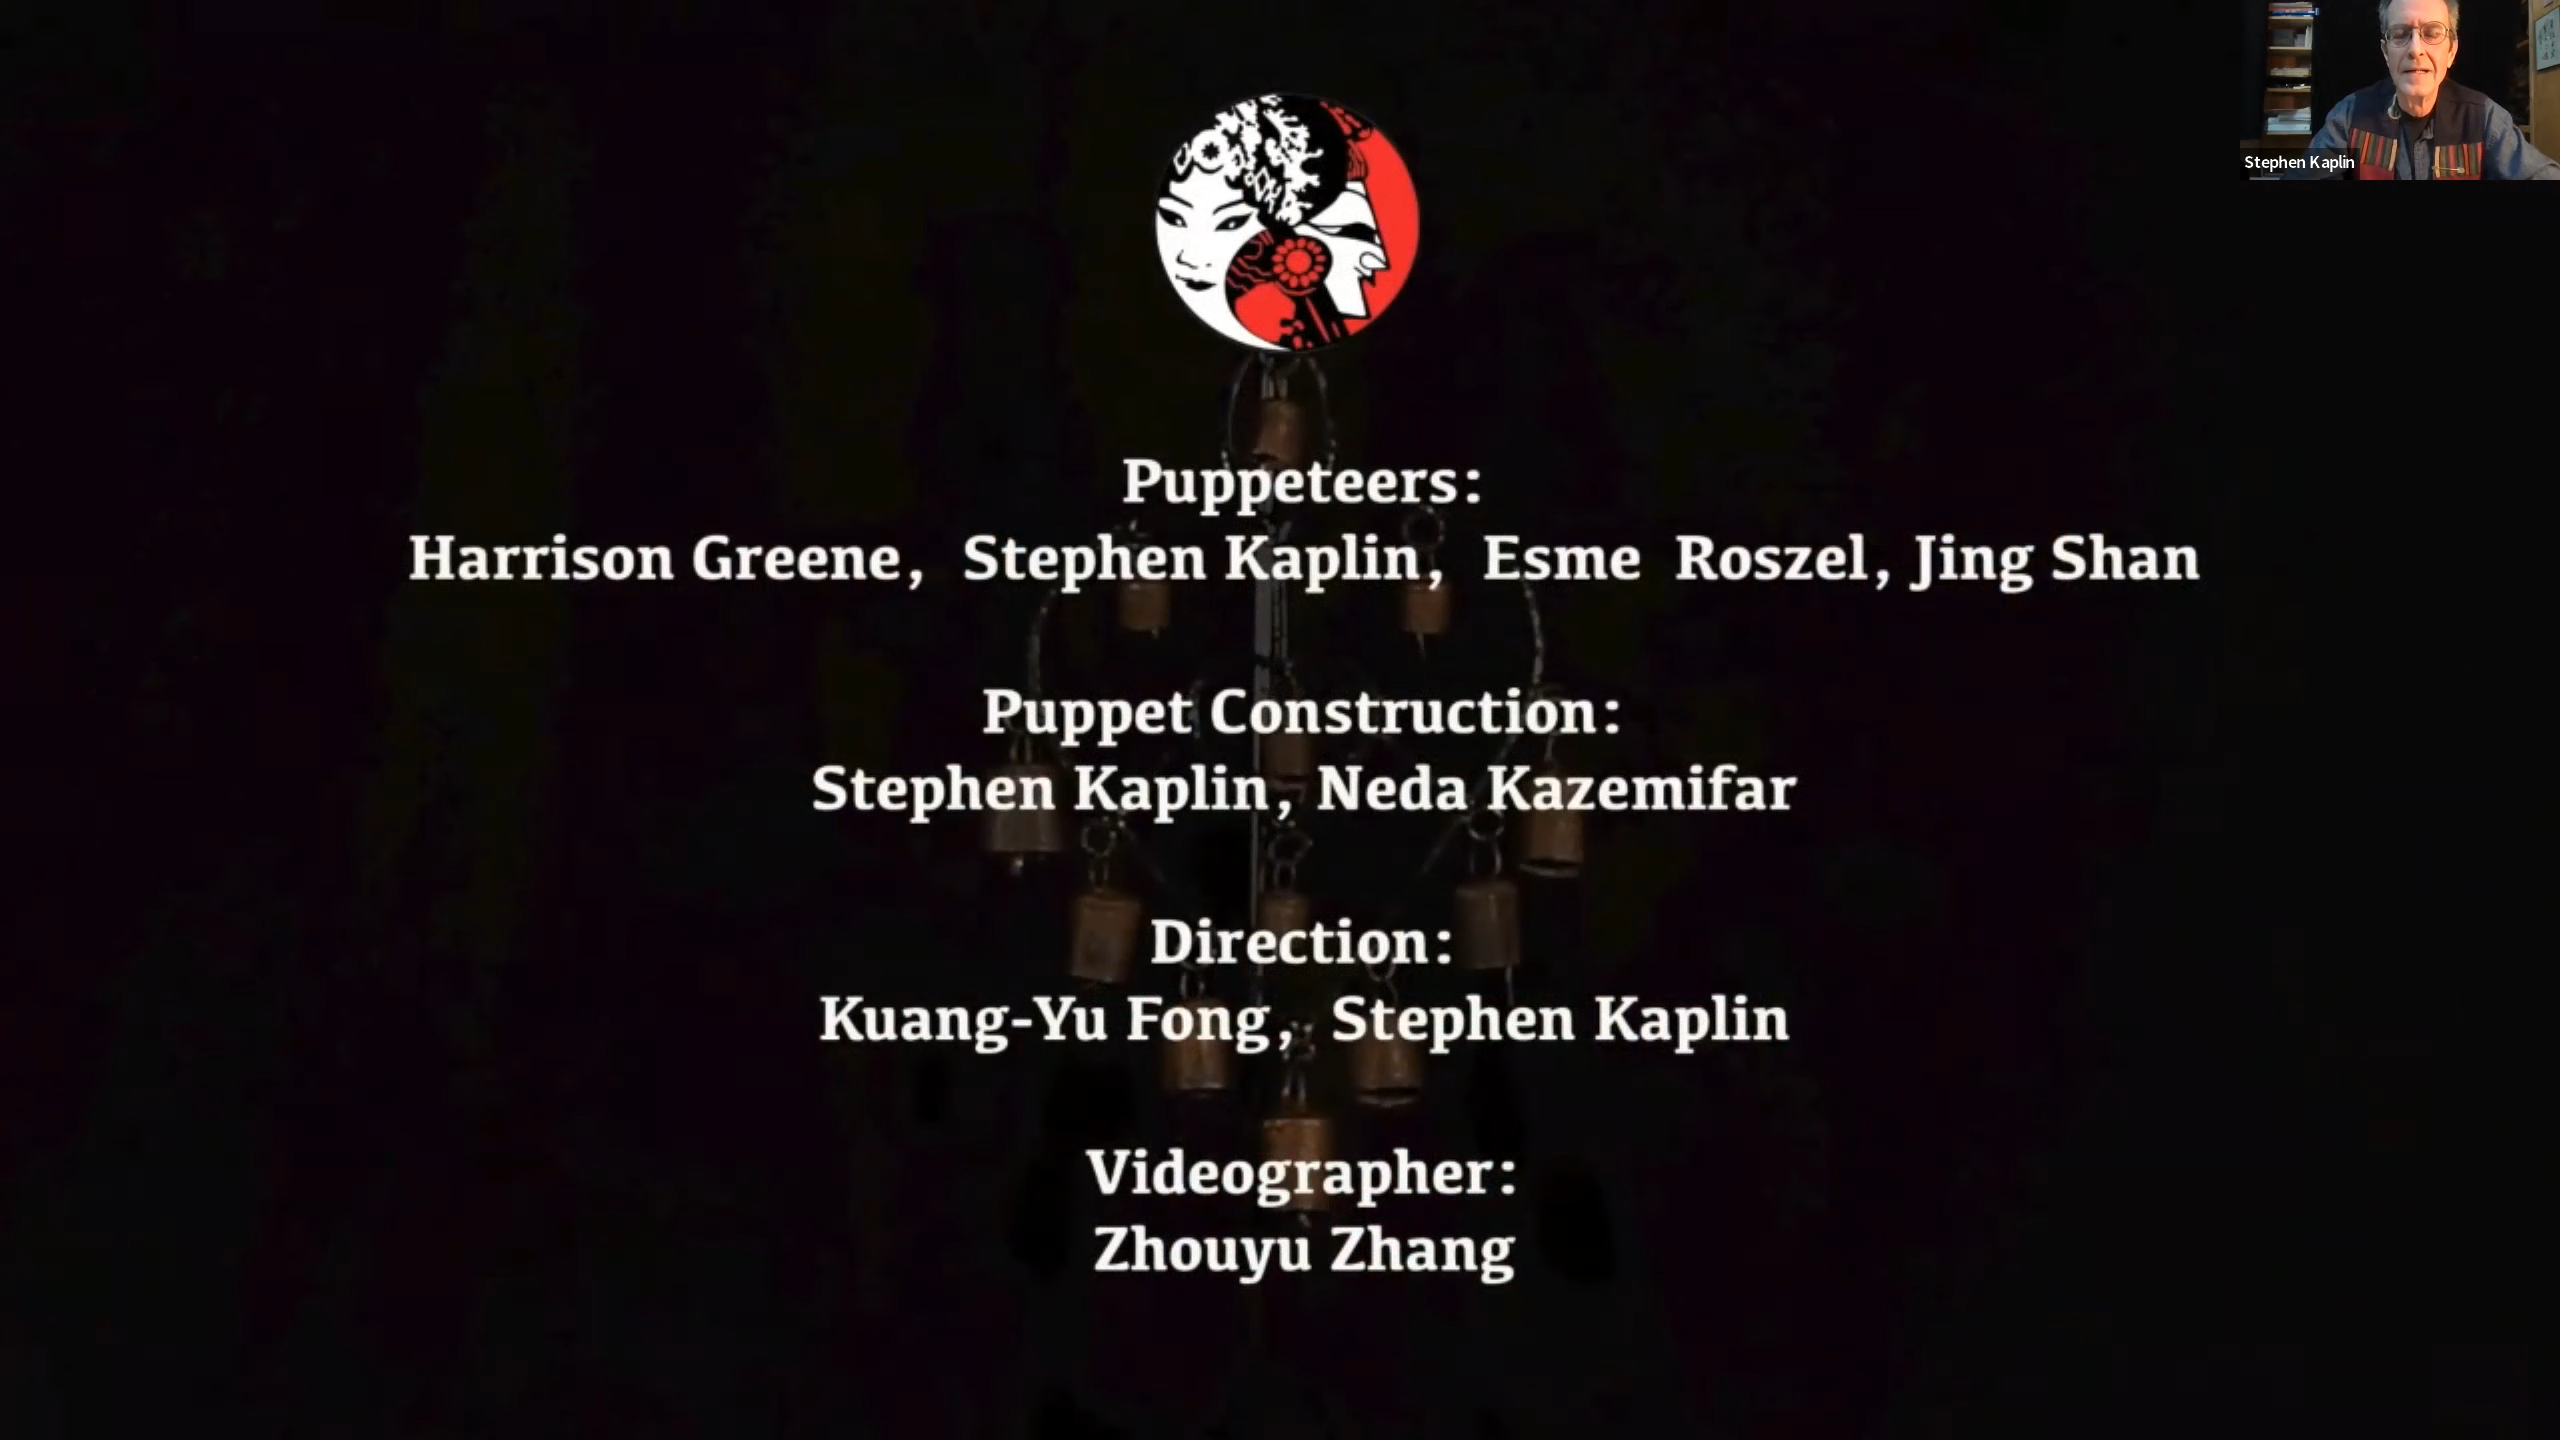 Stephen Kaplin
Puppeteers:
Harrison Greene, Stephen Kaplin, Esme Roszel, Jing Shan
Puppet Construction:
Stephen Kaplin, Neda Kazemifar
Direction:
Kuang-Yu Fong, Stephen Kaplin
Videographer:
Zhouyu Zhang